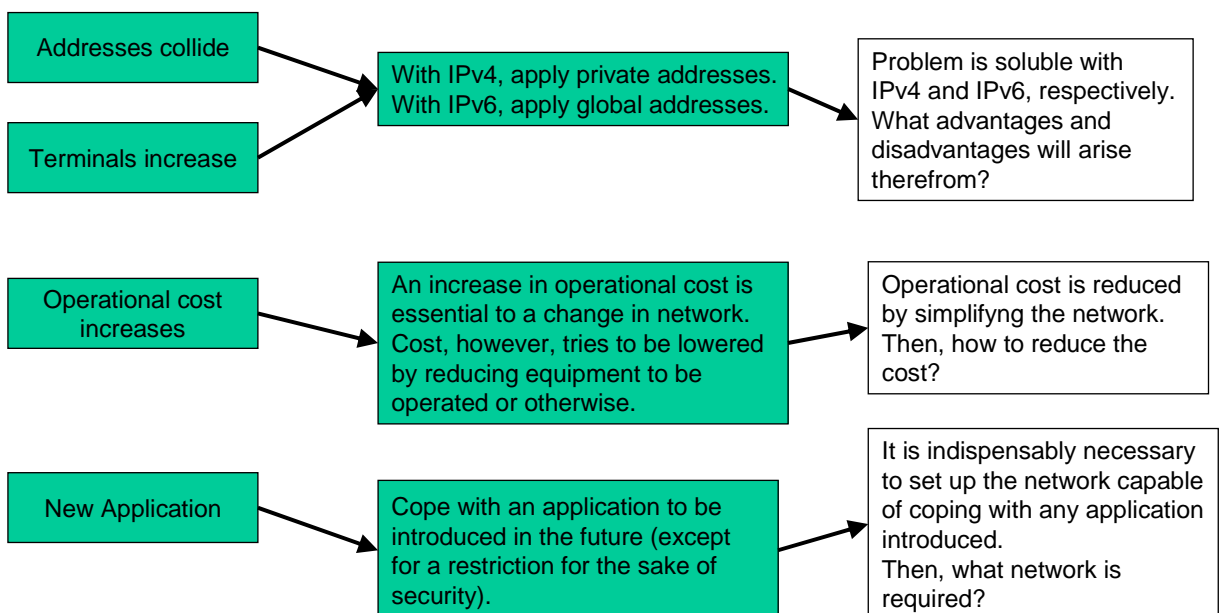 Addresses collide
Terminals increase
With IPv4, apply private addresses.
With IPv6, apply global addresses.
Problem is soluble with
IPv4 and IPv6, respectively.
What advantages and
disadvantages will arise
therefrom?
Operational cost
increases
An increase in operational cost is
essential to a change in network.
Cost, however, tries to be lowered
by reducing equipment to be
operated or otherwise.
Operational cost is reduced
by simplifyng the network.
Then, how to reduce the
cost?
New Application
Cope with an application to be
introduced in the future (except
for a restriction for the sake of
security).
It is indispensably necessary
to set up the network capable
of coping with any application
introduced.
Then, what network is
required?